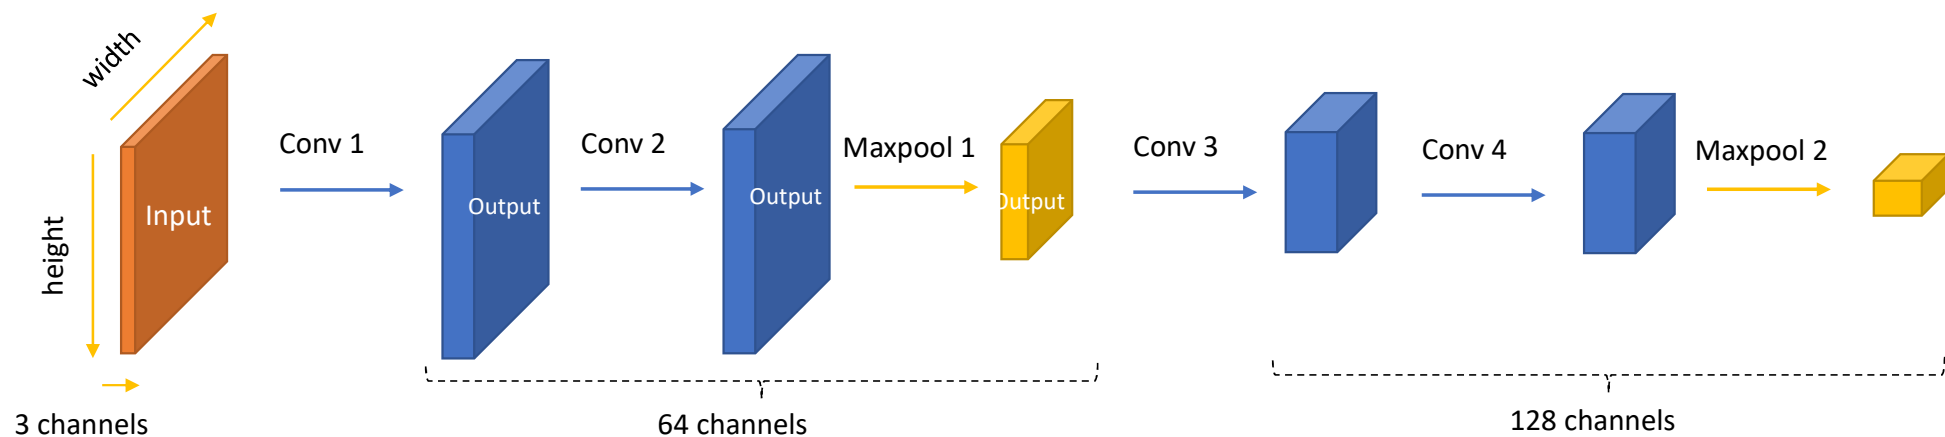 width
height
Input
3 channels
Conv 1
Output
Conv 2
Output
Maxpool 1
Output
64 channels
Conv 3
Conv 4
Maxpool 2
128 channels